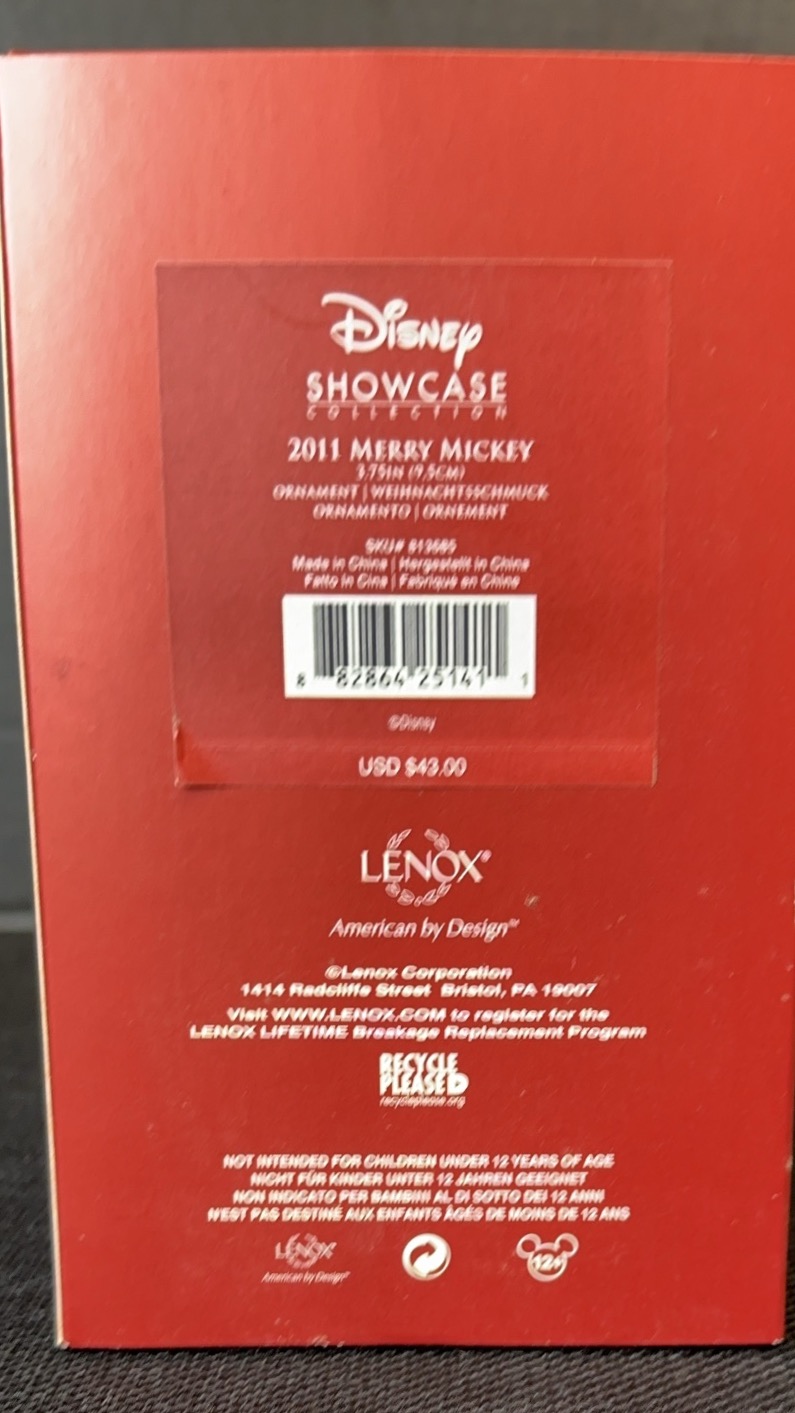 Disney
SHOWCASE
COLLECTION
2011 MERRY MICKEY
3.75IN (9.5CM)
ORNAMENT | WEIHNACHTSSCHMUCK
ORNAMENTO | ORNEMENT
SKU# 813685
Made in China | Hergestellt in China
Fatto in Cina | Fabriqué en Chine
8 82864 25141 1
©Disney
USD $43.00
LENOX®
American by Design™
©Lenox Corporation
1414 Radcliffe Street Bristol, PA 19007
Visit WWW.LENOX.COM to register for the
LENOX LIFETIME Breakage Replacement Program
RECYCLE
PLEASE
recycleplease.org
NOT INTENDED FOR CHILDREN UNDER 12 YEARS OF AGE
NICHT FÜR KINDER UNTER 12 JAHREN GEEIGNET
NON INDICATO PER BAMBINI AL DI SOTTO DEI 12 ANNI
N'EST PAS DESTINÉ AUX ENFANTS ÂGÉS DE MOINS DE 12 ANS
LENOX®
American by Design™
12+